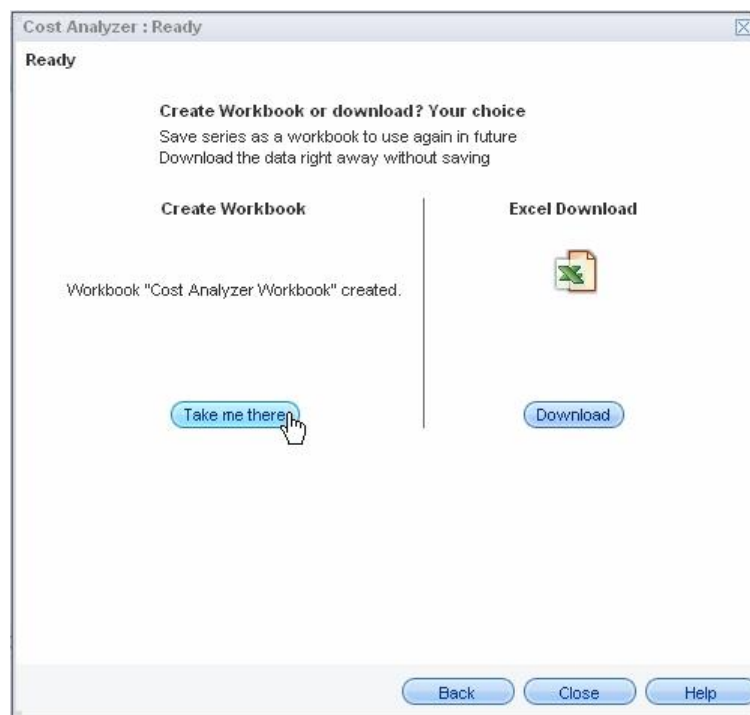 Cost Analyzer : Ready
Ready
Create Workbook or download? Your choice
Save series as a workbook to use again in future
Download the data right away without saving
Create Workbook
Excel Download
Workbook "Cost Analyzer Workbook" created.
Take me there
Download
Back
Close
Help